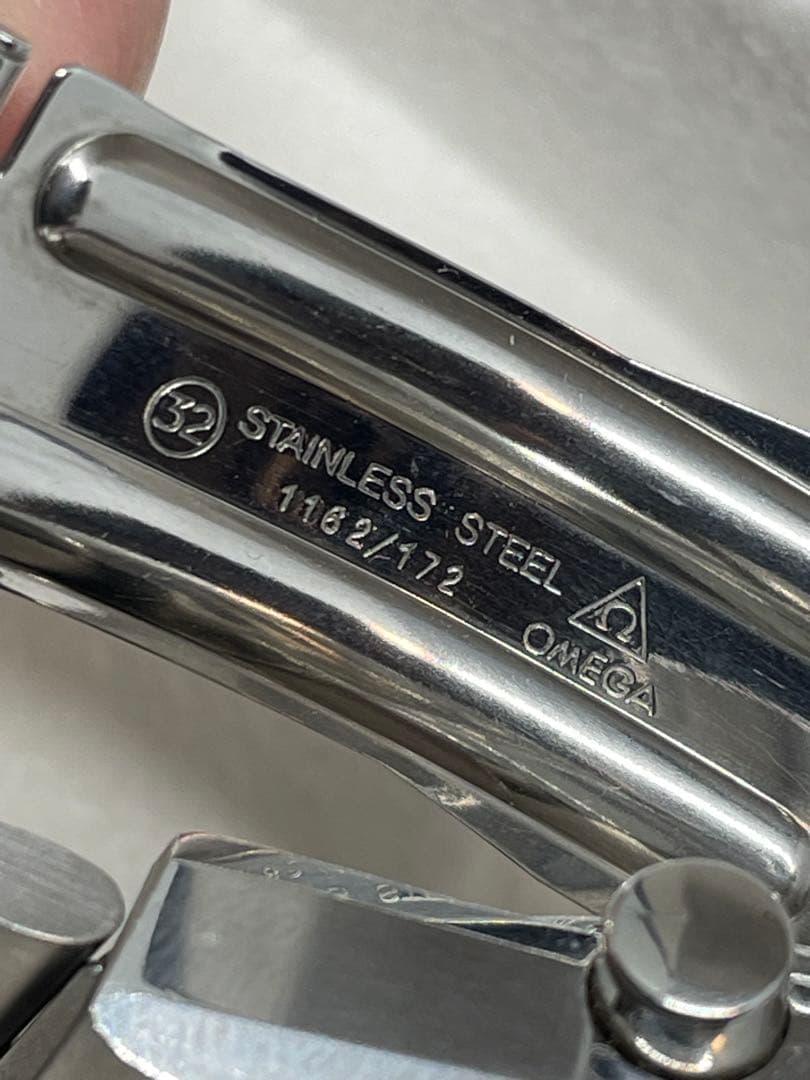 32 STAINLESS STEEL Ω
1162/172 OMEGA